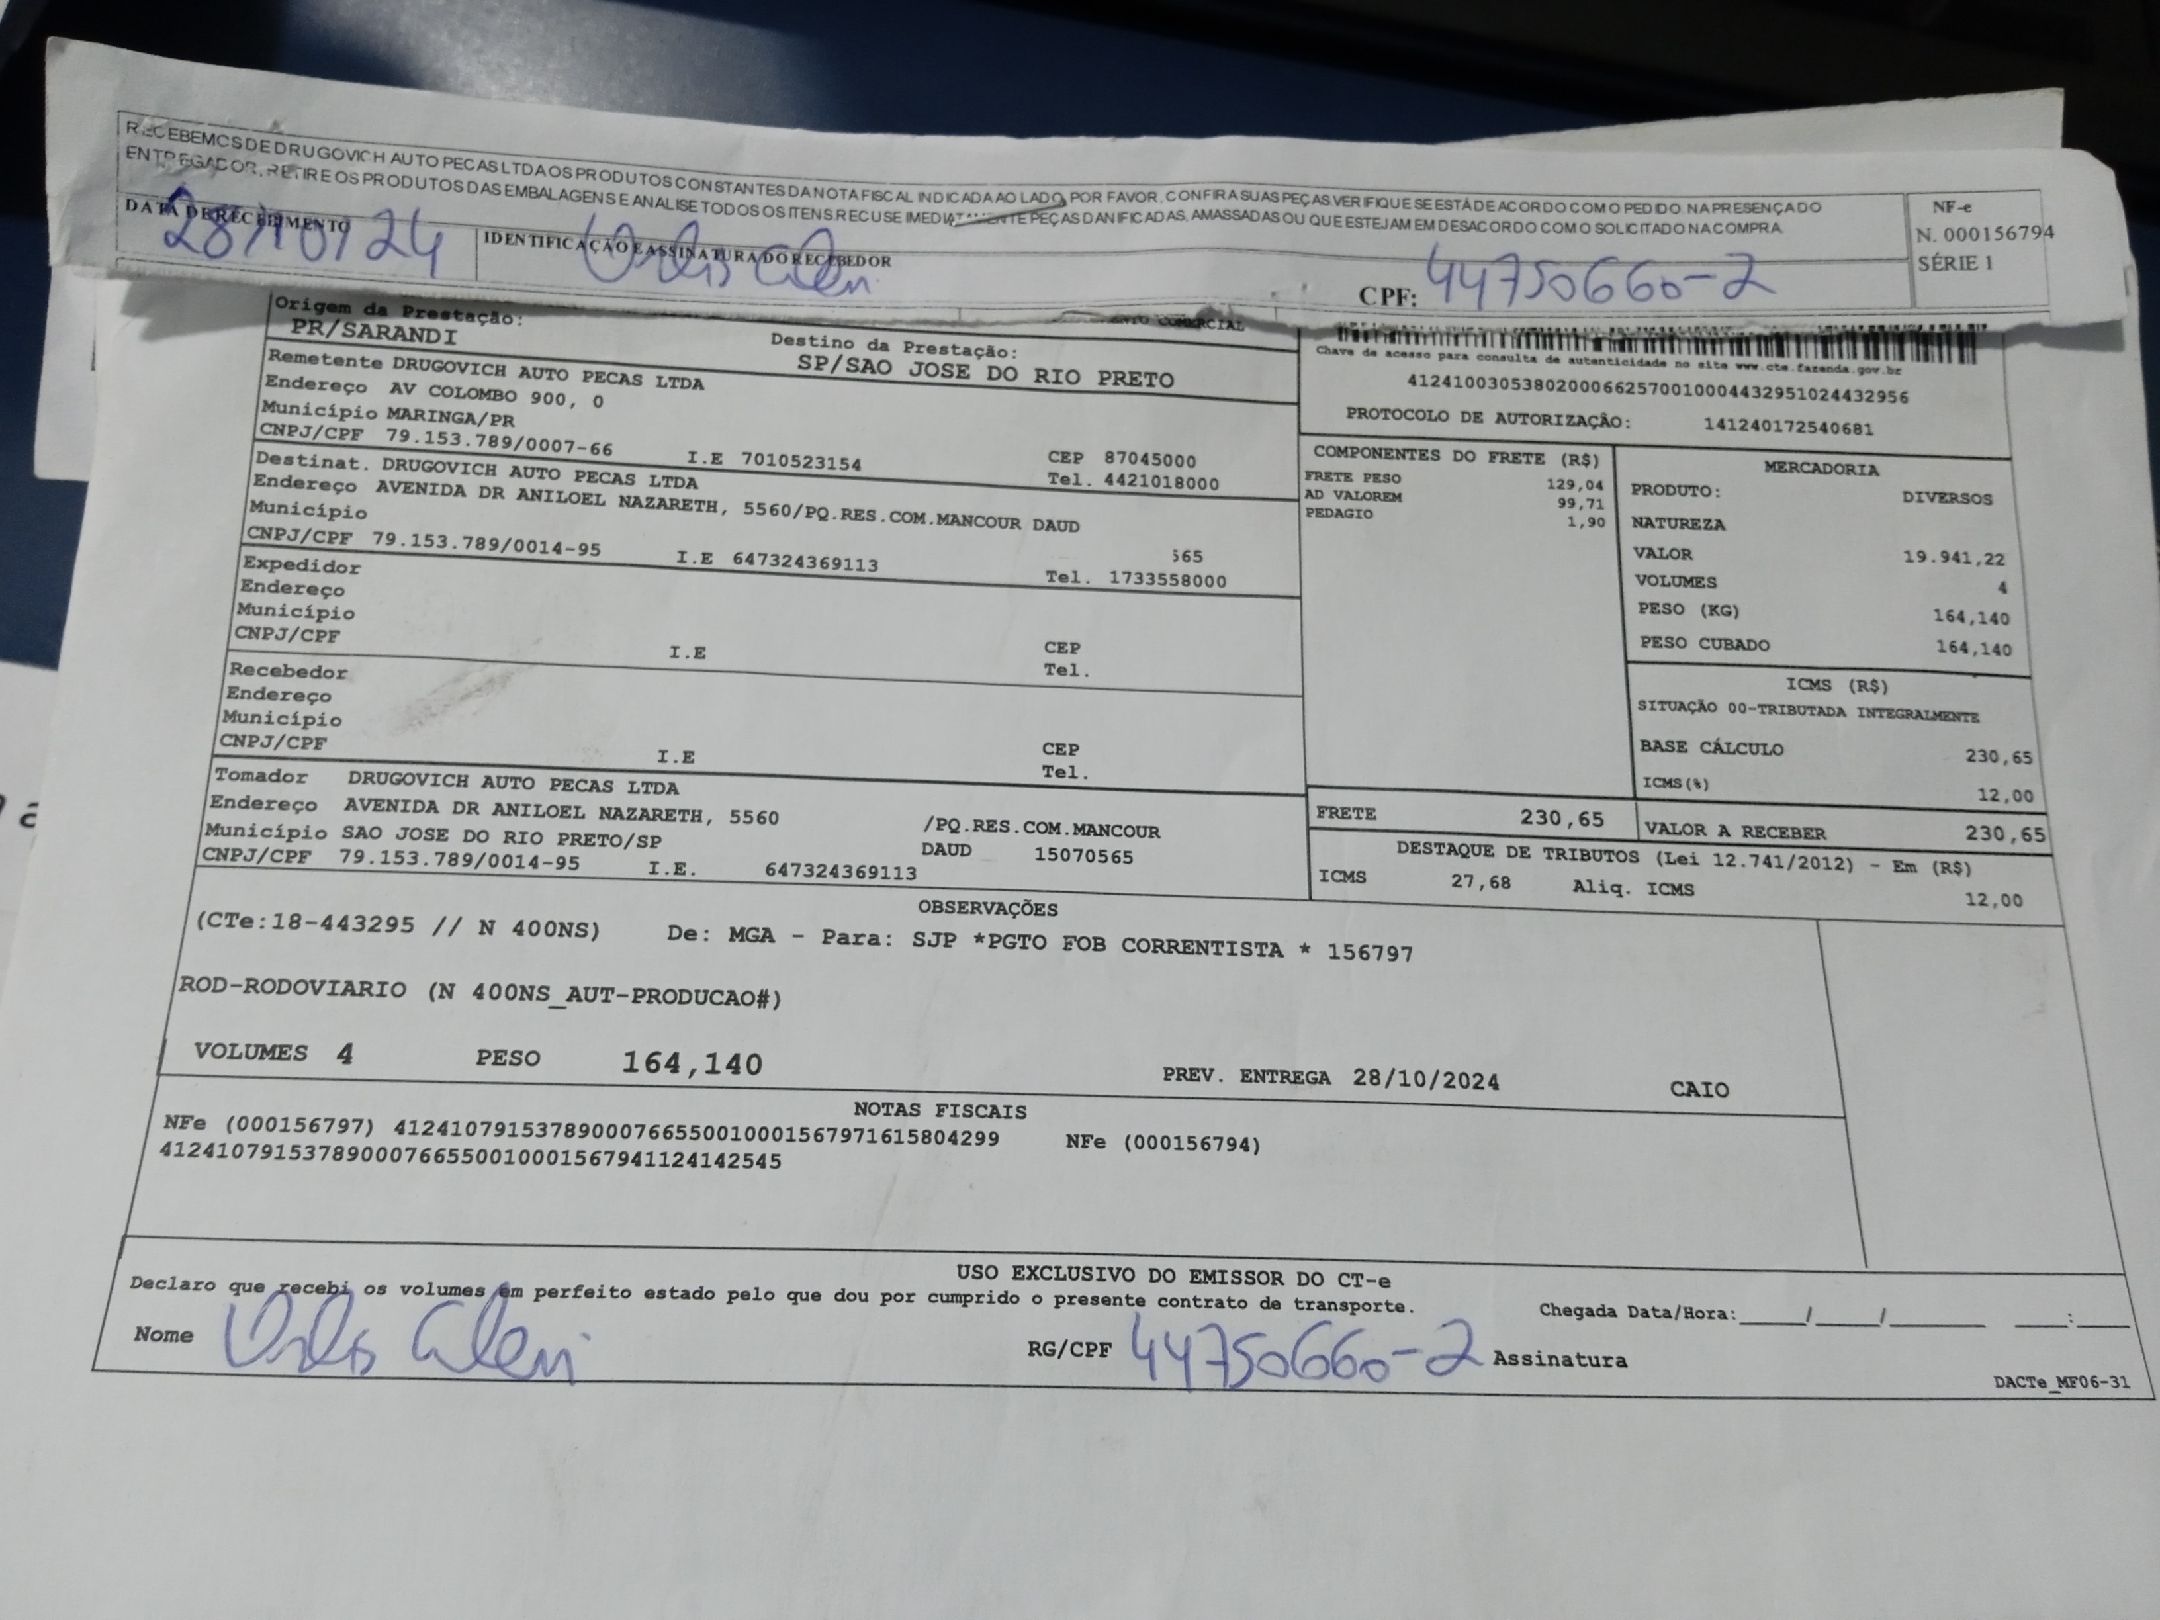 RECEBEMOS DE DRUGOVICH AUTO PECAS LTDA OS PRODUTOS CONSTANTES DA NOTA FISCAL INDICADA AO LADO, POR FAVOR, CONFIRA SUAS PEÇAS VERIFIQUE SE ESTÁ DE ACORDO COM O PEDIDO. NA PRESENÇA DO
ENTREGADOR, RETIRE OS PRODUTOS DAS EMBALAGENS E ANALISE TODOS OS ITENS. RECUSE IMEDIATAMENTE PEÇAS DANIFICADAS, AMASSADAS OU QUE ESTEJAM EM DESACORDO COM O SOLICITADO NA COMPRA.
NF-e
N. 000156794
SÉRIE 1
DATA DE RECEBIMENTO
28/10/24
IDENTIFICAÇÃO E ASSINATURA DO RECEBEDOR
CPF: 44750660-2
Origem da Prestação:
PR/SARANDI
Destino da Prestação:
SP/SAO JOSE DO RIO PRETO
COMERCIAL
Chave de acesso para consulta de autenticidade no site www.cte.fazenda.gov.br
41241003053802000662570010004432951024432956
PROTOCOLO DE AUTORIZAÇÃO: 141240172540681
Remetente DRUGOVICH AUTO PECAS LTDA
Endereço AV COLOMBO 900, 0
Município MARINGA/PR CEP 87045000
CNPJ/CPF 79.153.789/0007-66 I.E 7010523154 Tel. 4421018000
Destinat. DRUGOVICH AUTO PECAS LTDA
Endereço AVENIDA DR ANILOEL NAZARETH, 5560/PQ.RES.COM.MANCOUR DAUD
Município 565
CNPJ/CPF 79.153.789/0014-95 I.E 647324369113 Tel. 1733558000
Expedidor
Endereço
Município CEP
CNPJ/CPF I.E Tel.
Recebedor
Endereço
Município CEP
CNPJ/CPF I.E Tel.
Tomador DRUGOVICH AUTO PECAS LTDA
Endereço AVENIDA DR ANILOEL NAZARETH, 5560 /PQ.RES.COM.MANCOUR
Município SAO JOSE DO RIO PRETO/SP DAUD 15070565
CNPJ/CPF 79.153.789/0014-95 I.E. 647324369113
COMPONENTES DO FRETE (R$)
FRETE PESO 129,04
AD VALOREM 99,71
PEDAGIO 1,90
MERCADORIA
PRODUTO: DIVERSOS
NATUREZA
VALOR 19.941,22
VOLUMES 4
PESO (KG) 164,140
PESO CUBADO 164,140
ICMS (R$)
SITUAÇÃO 00-TRIBUTADA INTEGRALMENTE
BASE CÁLCULO 230,65
ICMS(%) 12,00
FRETE 230,65 VALOR A RECEBER 230,65
DESTAQUE DE TRIBUTOS (Lei 12.741/2012) - Em (R$)
ICMS 27,68 Aliq. ICMS 12,00
OBSERVAÇÕES
(CTe:18-443295 // N 400NS) De: MGA - Para: SJP *PGTO FOB CORRENTISTA * 156797
ROD-RODOVIARIO (N 400NS_AUT-PRODUCAO#)
VOLUMES 4 PESO 164,140 PREV. ENTREGA 28/10/2024 CAIO
NOTAS FISCAIS
NFe (000156797) 41241079153789000766550010001567971615804299 NFe (000156794)
41241079153789000766550010001567941124142545
USO EXCLUSIVO DO EMISSOR DO CT-e
Declaro que recebi os volumes em perfeito estado pelo que dou por cumprido o presente contrato de transporte.
Chegada Data/Hora:_____/_____/_______ ____:____
Nome RG/CPF 44750660-2 Assinatura
DACTe_MF06-31